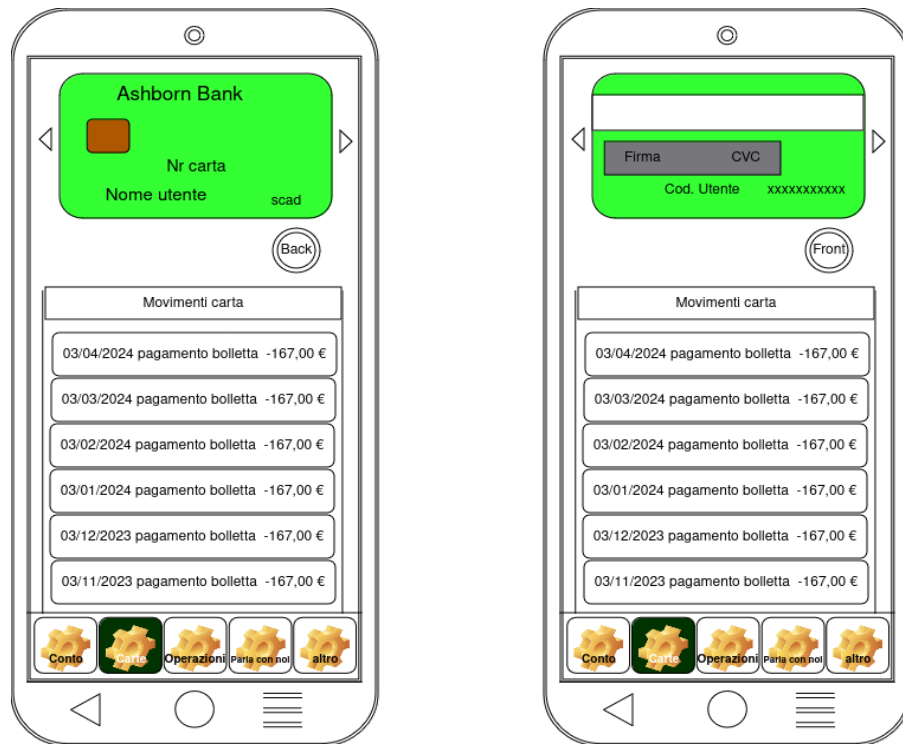 Ashborn Bank
Nr carta
Nome utente
scad
Back
Movimenti carta
03/04/2024 pagamento bolletta -167,00 €
03/03/2024 pagamento bolletta -167,00 €
03/02/2024 pagamento bolletta -167,00 €
03/01/2024 pagamento bolletta -167,00 €
03/12/2023 pagamento bolletta -167,00 €
03/11/2023 pagamento bolletta -167,00 €
Conto Carte Operazioni Parla con noi altro
Firma CVC
Cod. Utente xxxxxxxxxxx
Front
Movimenti carta
03/04/2024 pagamento bolletta -167,00 €
03/03/2024 pagamento bolletta -167,00 €
03/02/2024 pagamento bolletta -167,00 €
03/01/2024 pagamento bolletta -167,00 €
03/12/2023 pagamento bolletta -167,00 €
03/11/2023 pagamento bolletta -167,00 €
Conto Carte Operazioni Parla con noi altro